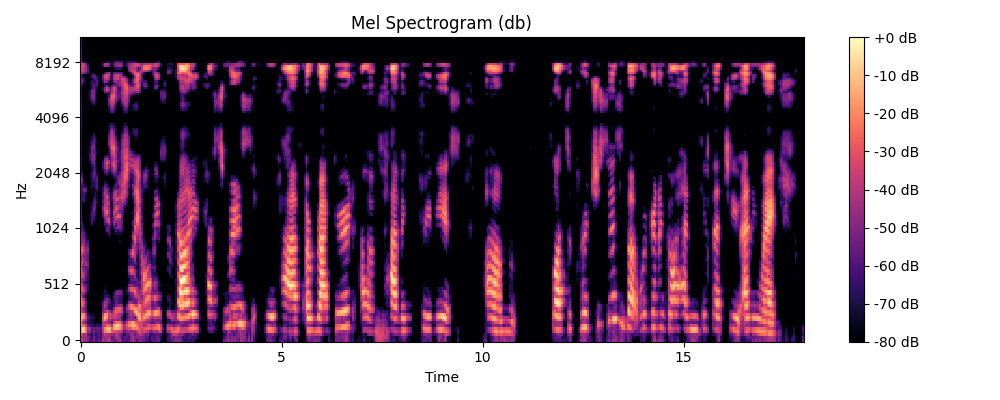 Mel Spectrogram (db)
Hz
8192
4096
2048
1024
512
0
0 5 10 15
Time
+0 dB
-10 dB
-20 dB
-30 dB
-40 dB
-50 dB
-60 dB
-70 dB
-80 dB